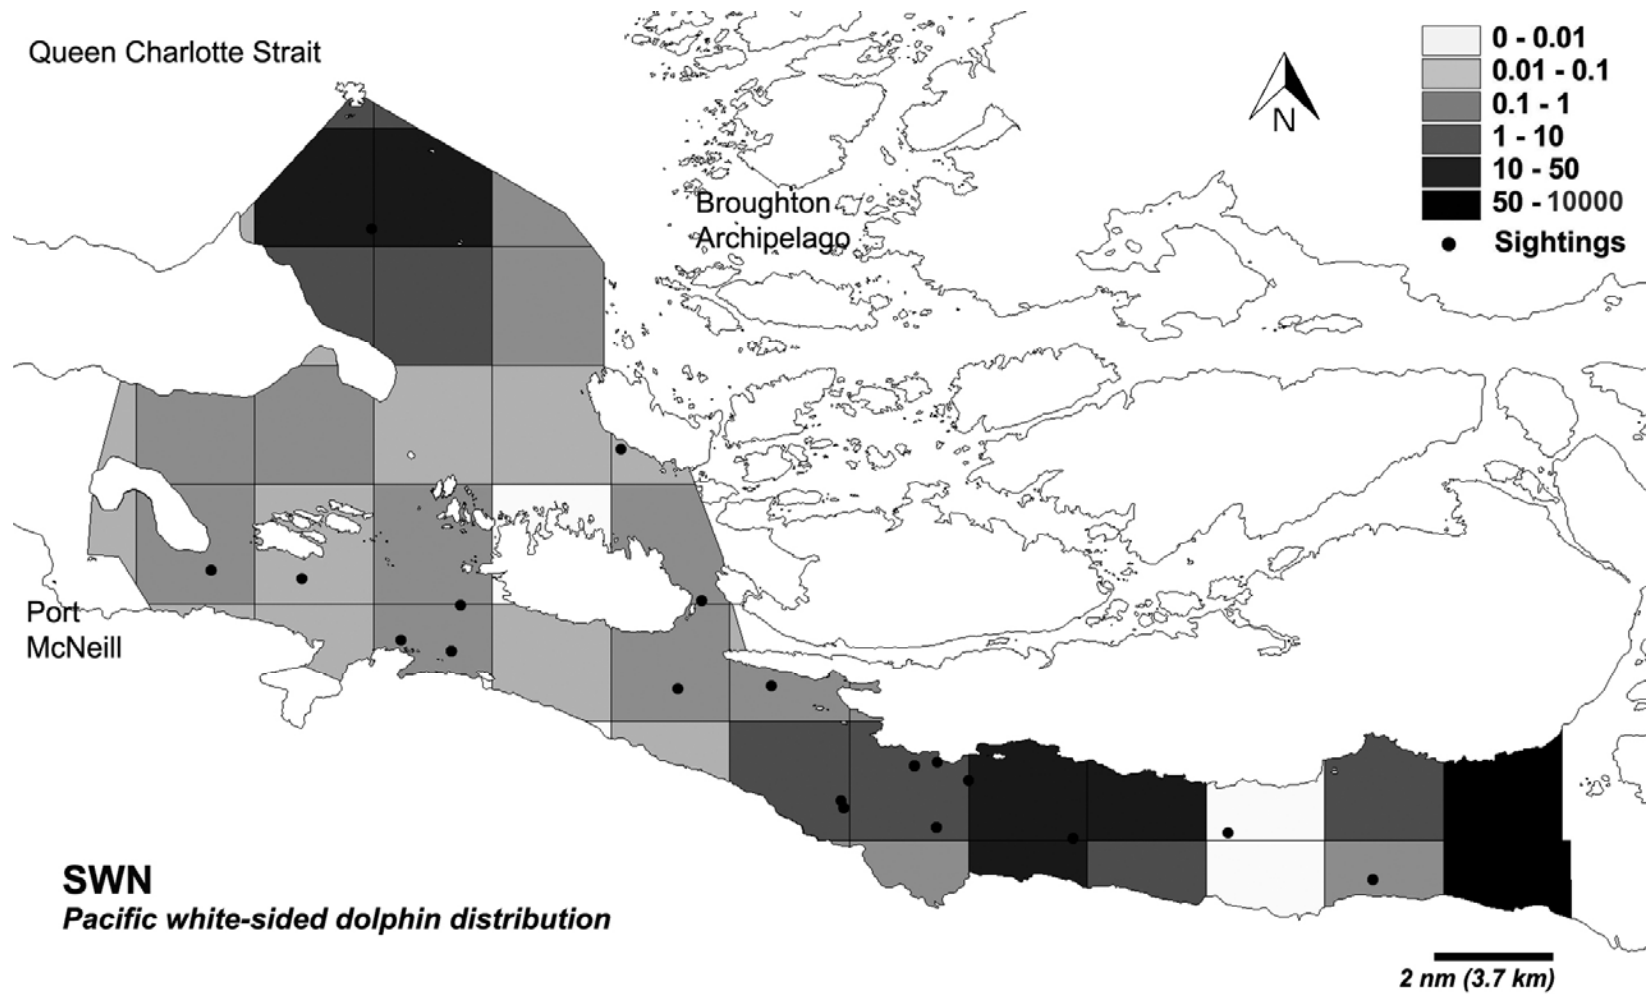 Queen Charlotte Strait
0 - 0.01
0.01 - 0.1
0.1 - 1
1 - 10
10 - 50
50 - 10000
Sightings
N
Broughton
Archipelago
Port
McNeill
SWN
Pacific white-sided dolphin distribution
2 nm (3.7 km)